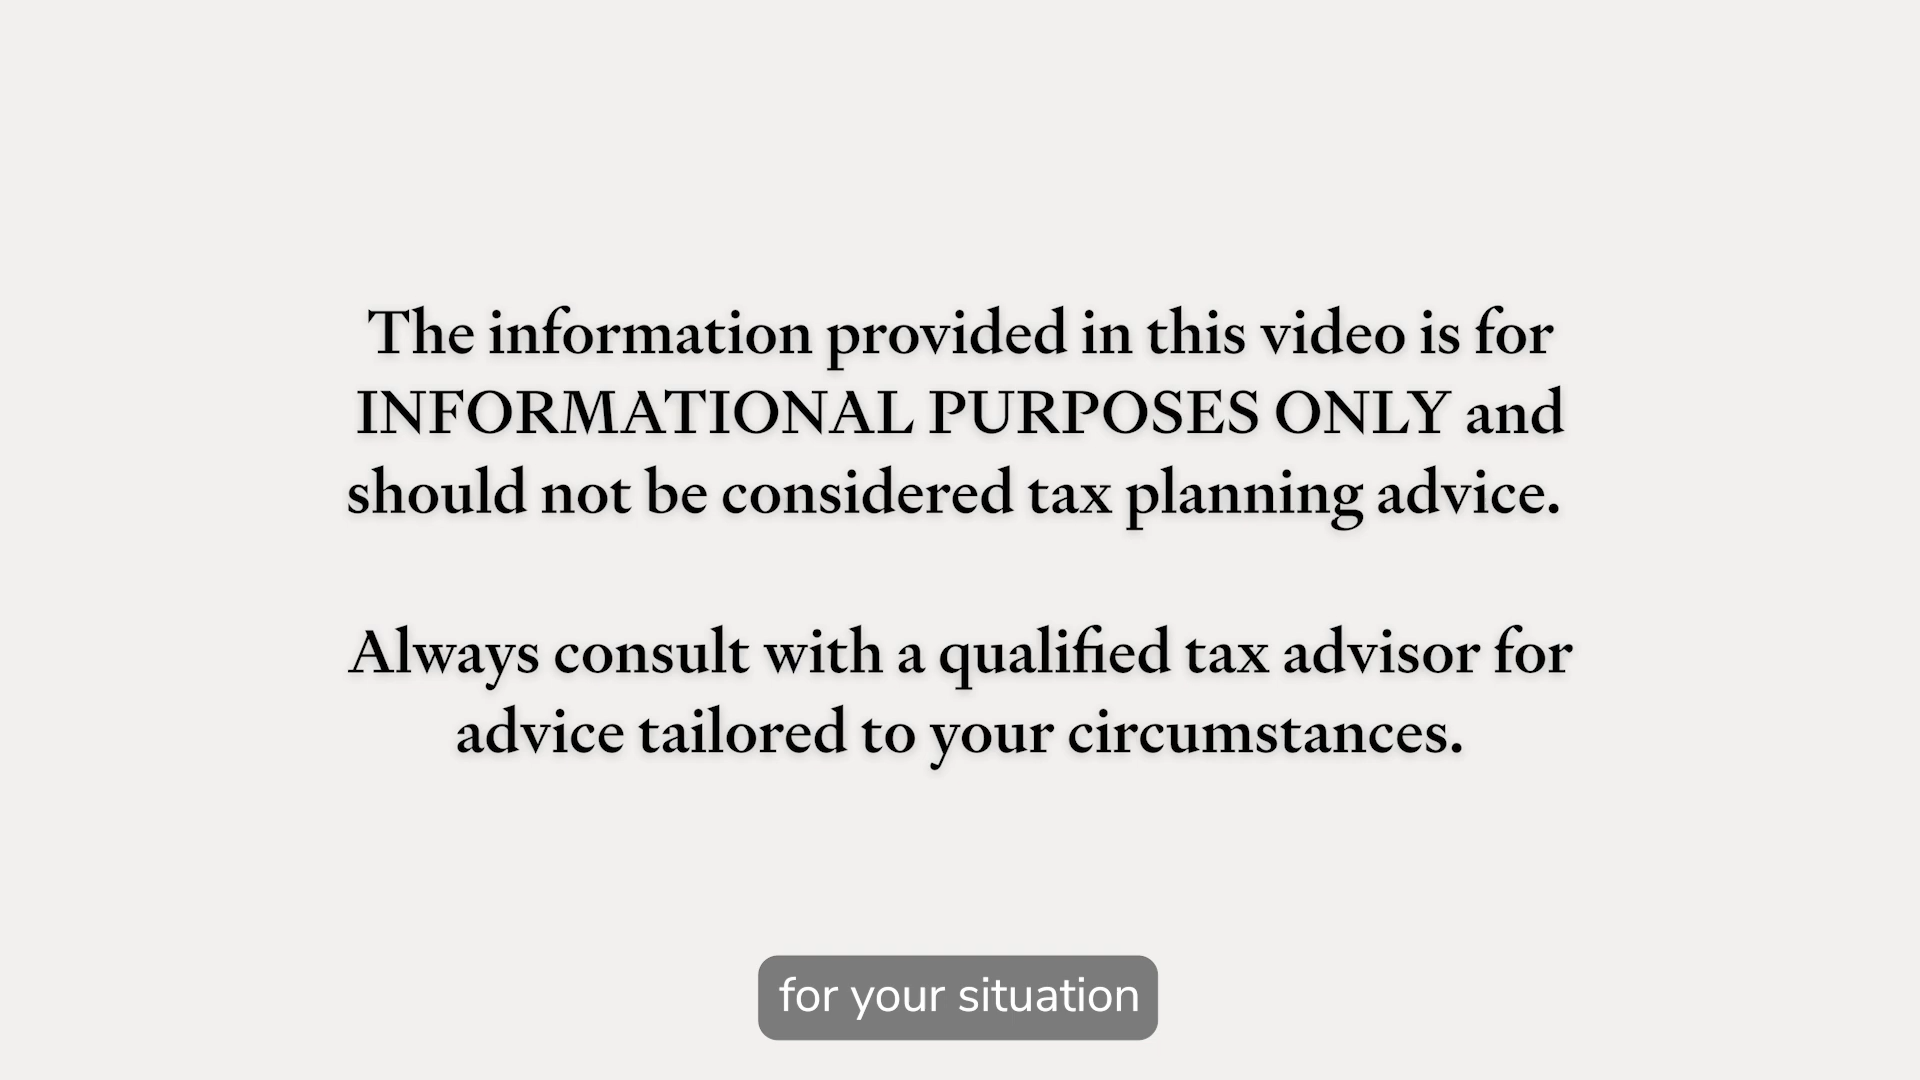 The information provided in this video is for
INFORMATIONAL PURPOSES ONLY and
should not be considered tax planning advice.
Always consult with a qualified tax advisor for
advice tailored to your circumstances.
for your situation